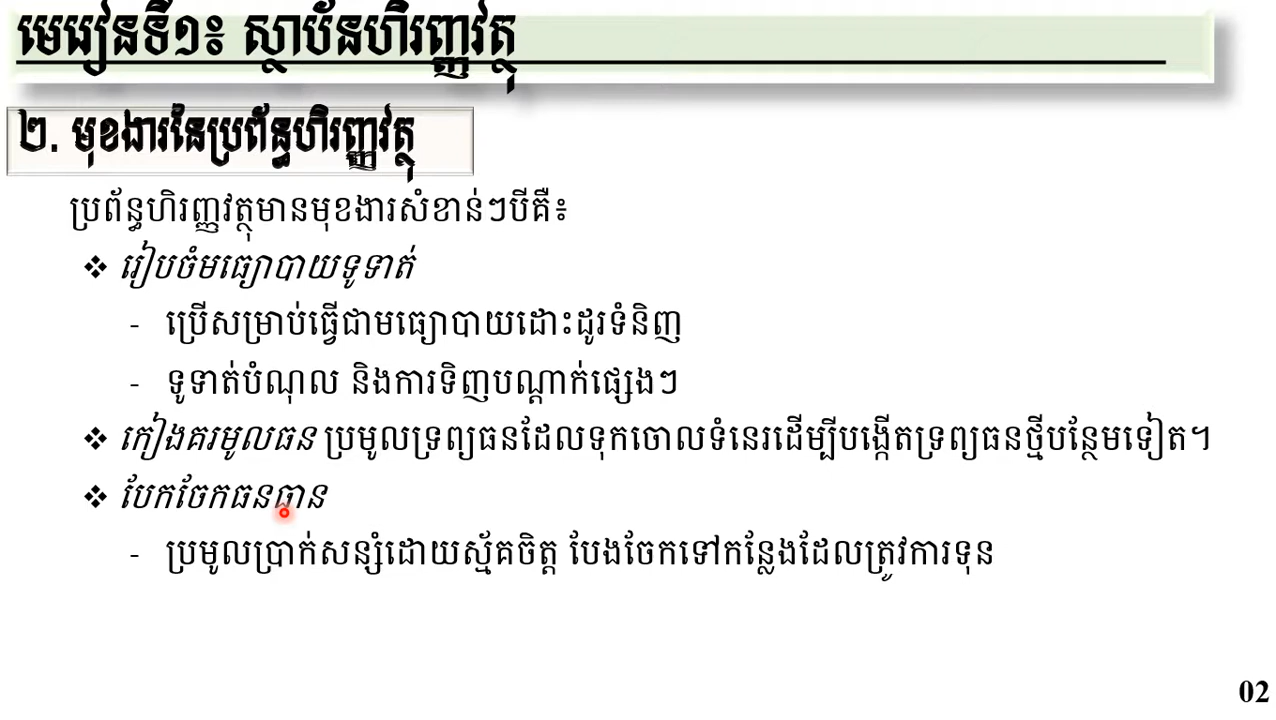 មេរៀនទី១៖ ស្ថាប័នហិរញ្ញវត្ថុ
២. មុខងារនៃប្រព័ន្ធហិរញ្ញវត្ថុ
ប្រព័ន្ធហិរញ្ញវត្ថុមានមុខងារសំខាន់ៗបីគឺ៖
❖ រៀបចំមធ្យោបាយទូទាត់
- ប្រើសម្រាប់ធ្វើជាមធ្យោបាយដោះដូរទំនិញ
- ទូទាត់បំណុល និងការទិញបណ្តាក់ផ្សេងៗ
❖ កៀងគរមូលធន ប្រមូលទ្រព្យធនដែលទុកចោលទំនេរដើម្បីបង្កើតទ្រព្យធនថ្មីបន្ថែមទៀត។
❖ បែកចែកធនធាន
- ប្រមូលប្រាក់សន្សំដោយស្ម័គចិត្ត បែងចែកទៅកន្លែងដែលត្រូវការទុន
02